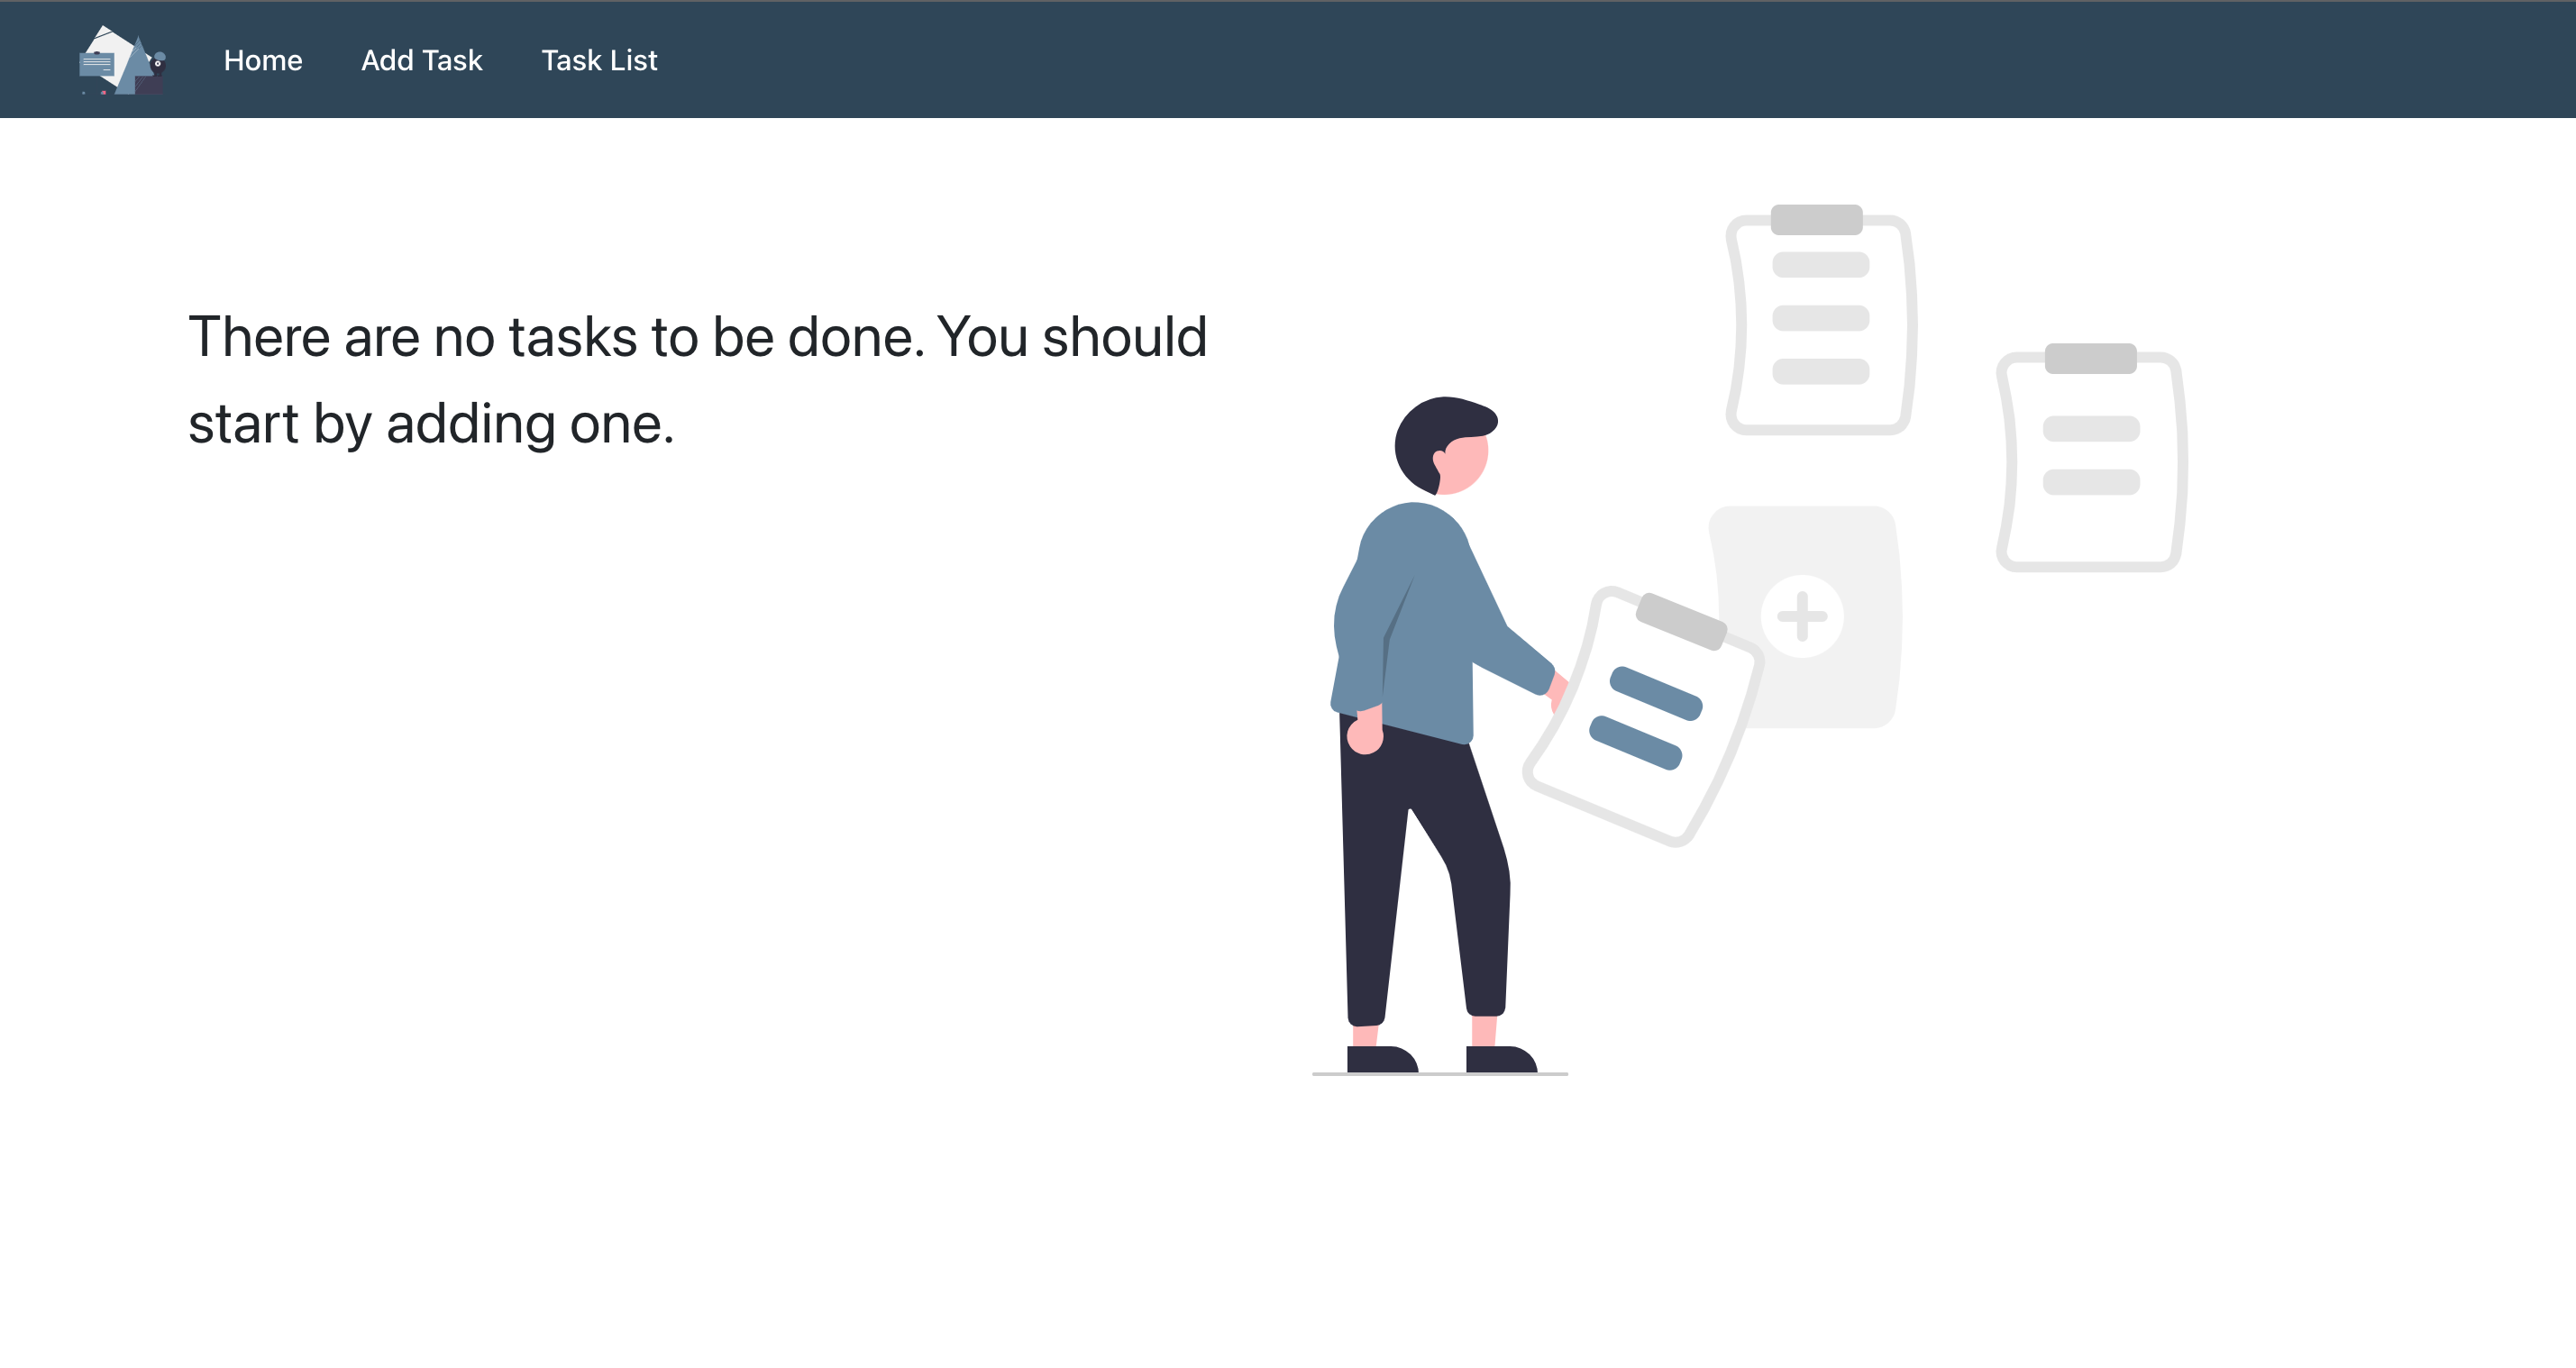 Home
Add Task
Task List
There are no tasks to be done. You should
start by adding one.